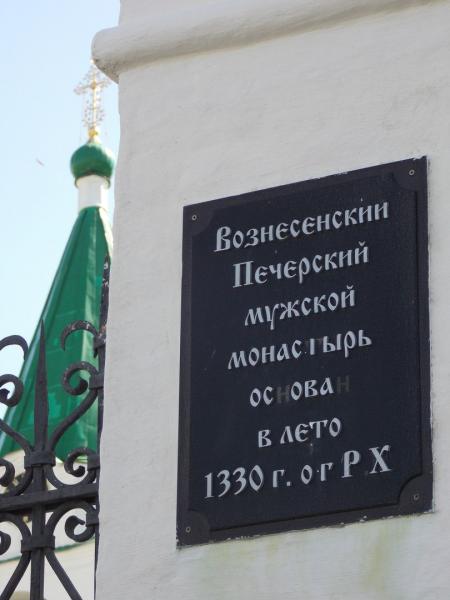 Вознесенский
Печерский
мужской
монастырь
основан
в лето
1330 г. от Р Х